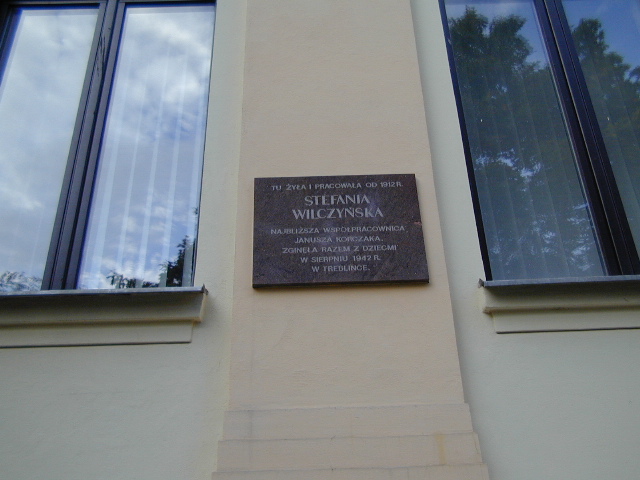 TU ŻYŁA I PRACOWAŁA OD 1912 R.
STEFANIA
WILCZYŃSKA
NAJBLIŻSZA WSPÓŁPRACOWNICA
JANUSZA KORCZAKA.
ZGINĘŁA RAZEM Z DZIEĆMI
W SIERPNIU 1942 R.
W TREBLINCE.